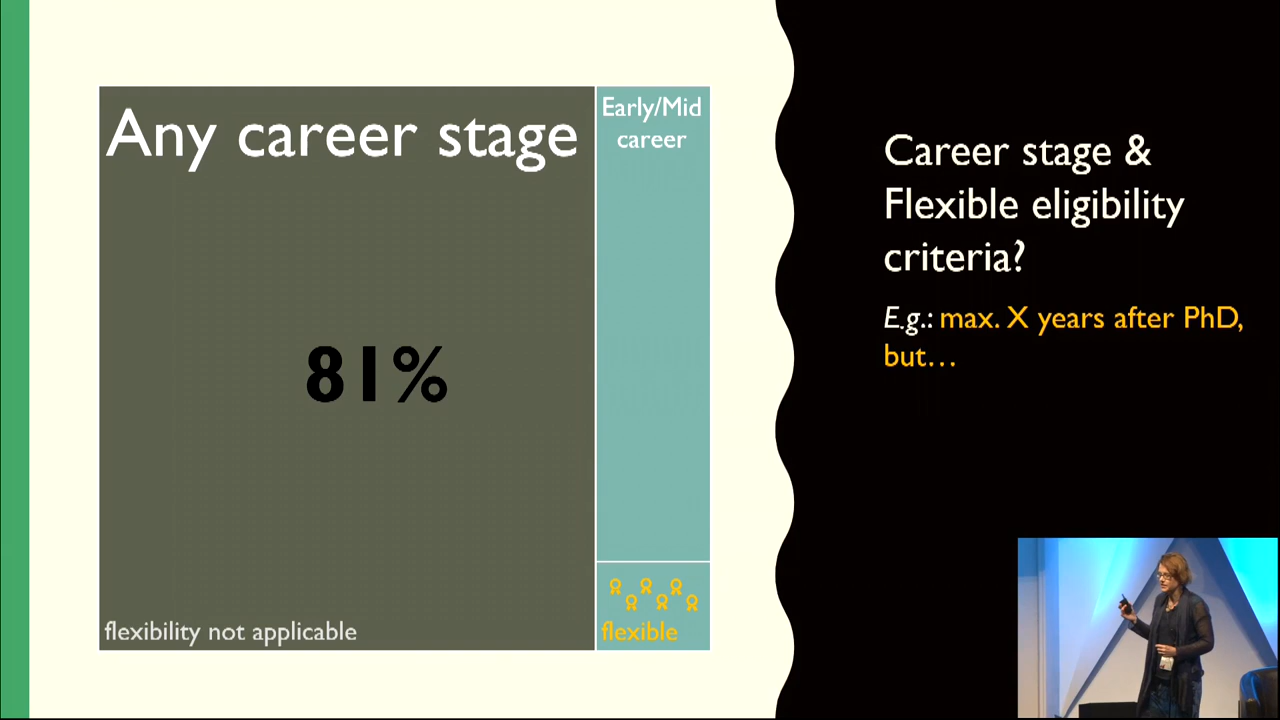 Any career stage
Early/Mid
career
81%
flexibility not applicable
flexible
Career stage &
Flexible eligibility
criteria?
E.g.: max. X years after PhD,
but…